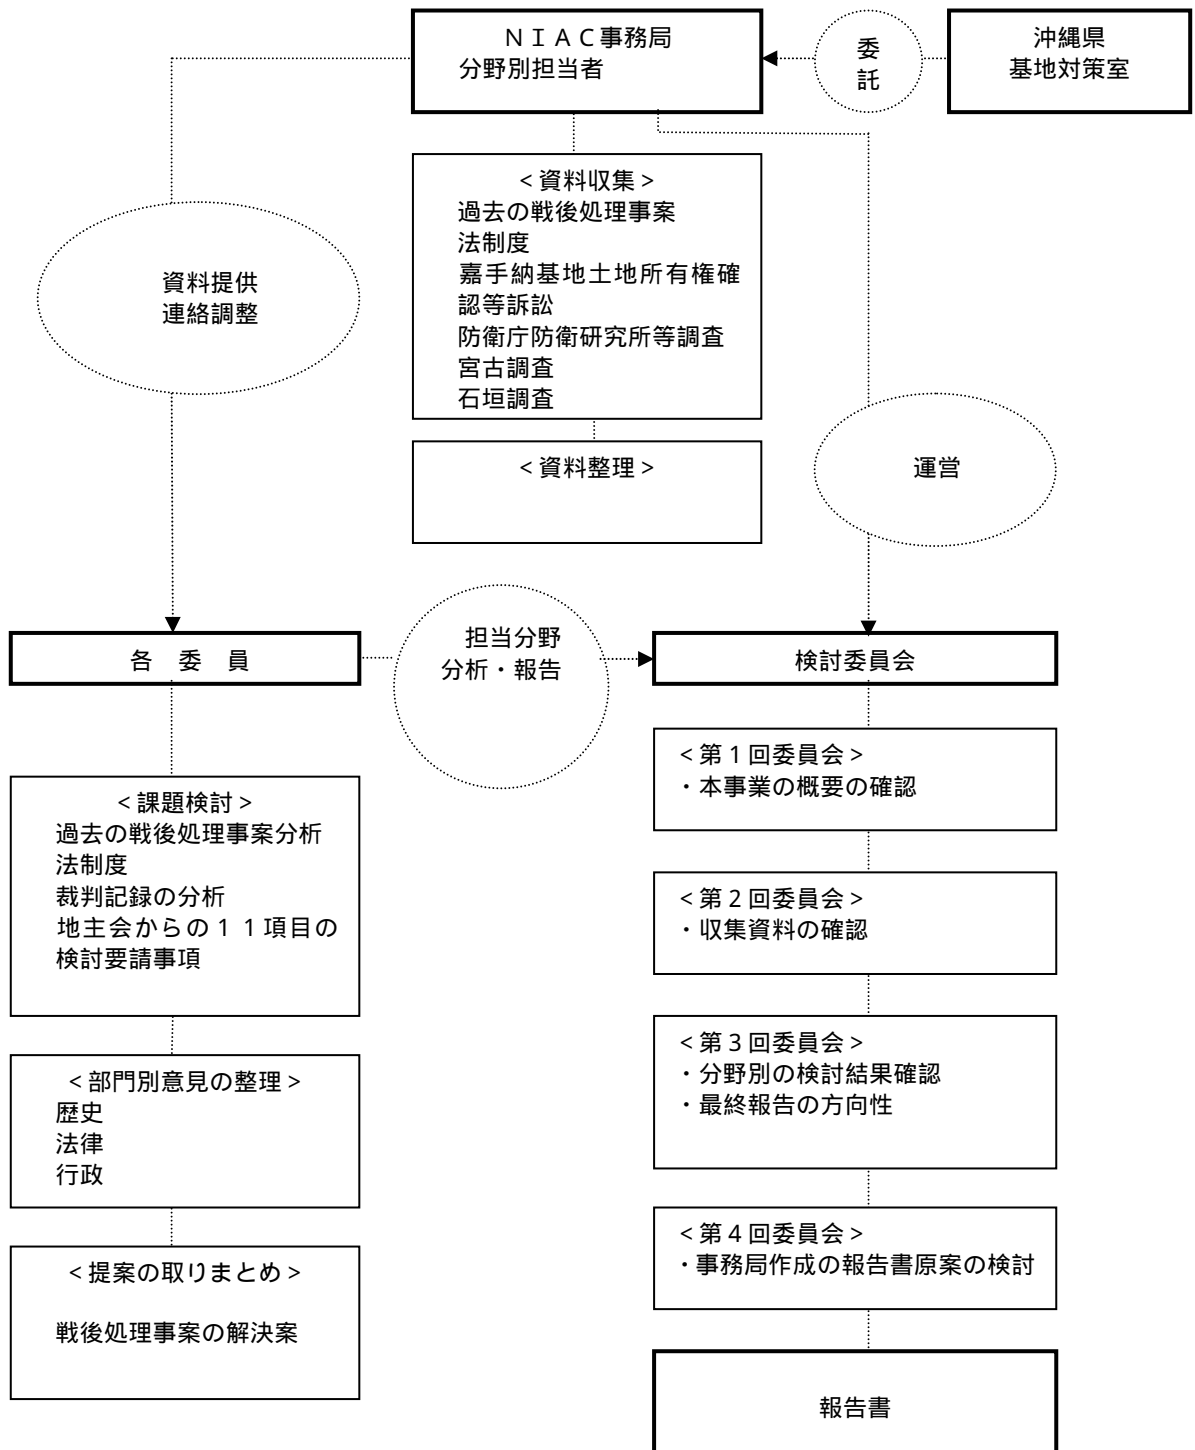 ＮＩＡＣ事務局
分野別担当者
委
託
沖縄県
基地対策室
＜資料収集＞
過去の戦後処理事案
法制度
嘉手納基地土地所有権確
認等訴訟
防衛庁防衛研究所等調査
宮古調査
石垣調査
資料提供
連絡調整
＜資料整理＞
運営
各　委　員
担当分野
分析・報告
検討委員会
＜課題検討＞
過去の戦後処理事案分析
法制度
裁判記録の分析
地主会からの１１項目の
検討要請事項
＜部門別意見の整理＞
歴史
法律
行政
＜提案の取りまとめ＞
戦後処理事案の解決案
＜第１回委員会＞
・本事業の概要の確認
＜第２回委員会＞
・収集資料の確認
＜第３回委員会＞
・分野別の検討結果確認
・最終報告の方向性
＜第４回委員会＞
・事務局作成の報告書原案の検討
報告書